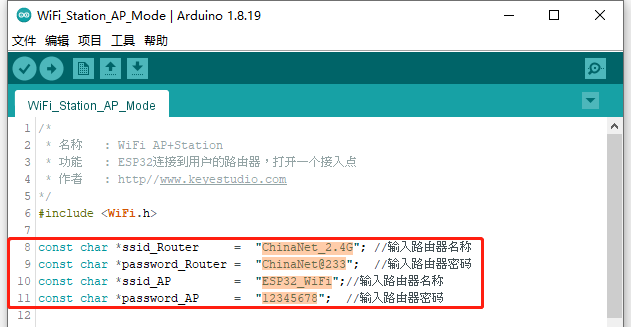 WiFi_Station_AP_Mode | Arduino 1.8.19
文件 编辑 项目 工具 帮助
WiFi_Station_AP_Mode
1 /*
2 * 名称 : WiFi AP+Station
3 * 功能 : ESP32连接到用户的路由器，打开一个接入点
4 * 作者 : http//www.keyestudio.com
5 */
6 #include <WiFi.h>
7
8 const char *ssid_Router = "ChinaNet_2.4G"; //输入路由器名称
9 const char *password_Router = "ChinaNet@233"; //输入路由器密码
10 const char *ssid_AP = "ESP32_WiFi";//输入路由器名称
11 const char *password_AP = "12345678"; //输入路由器密码